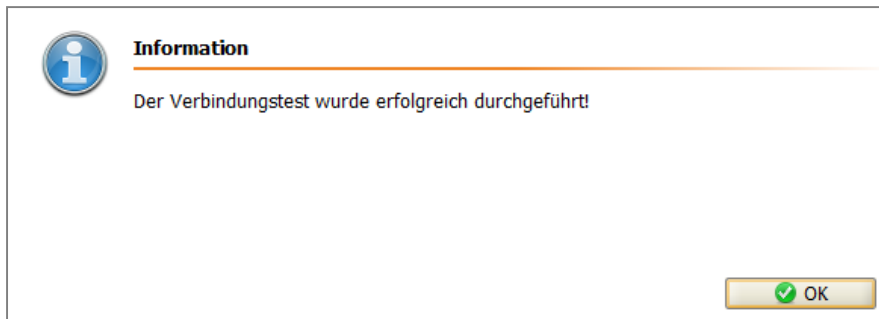 Information
Der Verbindungstest wurde erfolgreich durchgeführt!
OK